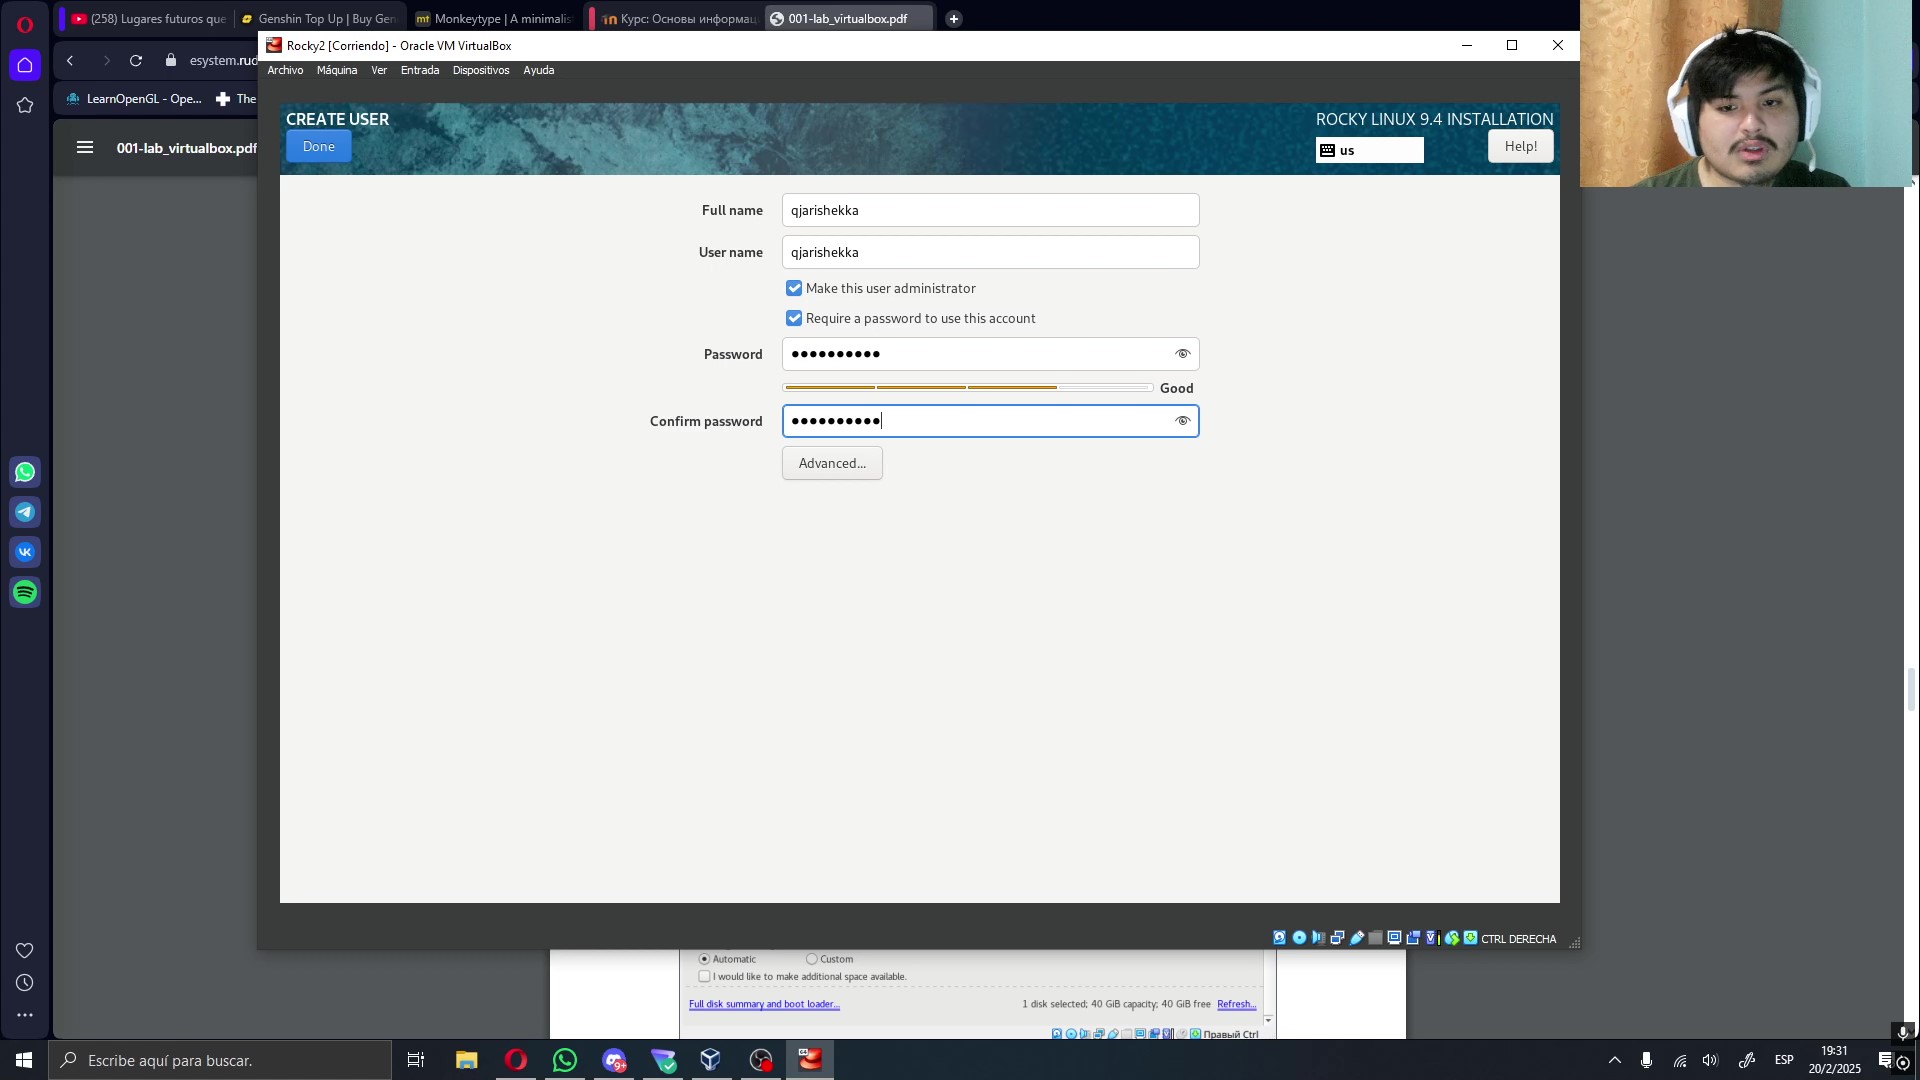 (258) Lugares futuros que
Genshin Top Up | Buy Gen
mt Monkeytype | A minimalis
Курс: Основы информац
001-lab_virtualbox.pdf
esystem.rud
LearnOpenGL - Ope...
The
001-lab_virtualbox.pdf
Rocky2 [Corriendo] - Oracle VM VirtualBox
Archivo Máquina Ver Entrada Dispositivos Ayuda
CREATE USER
ROCKY LINUX 9.4 INSTALLATION
Done
us
Help!
Full name
qjarishekka
User name
qjarishekka
Make this user administrator
Require a password to use this account
Password
●●●●●●●●●●
Good
Confirm password
●●●●●●●●●●
Advanced...
CTRL DERECHA
Automatic
Custom
I would like to make additional space available.
Full disk summary and boot loader...
1 disk selected; 40 GiB capacity; 40 GiB free
Refresh...
Правый Ctrl
Escribe aquí para buscar.
9+
64
ESP
19:31
20/2/2025